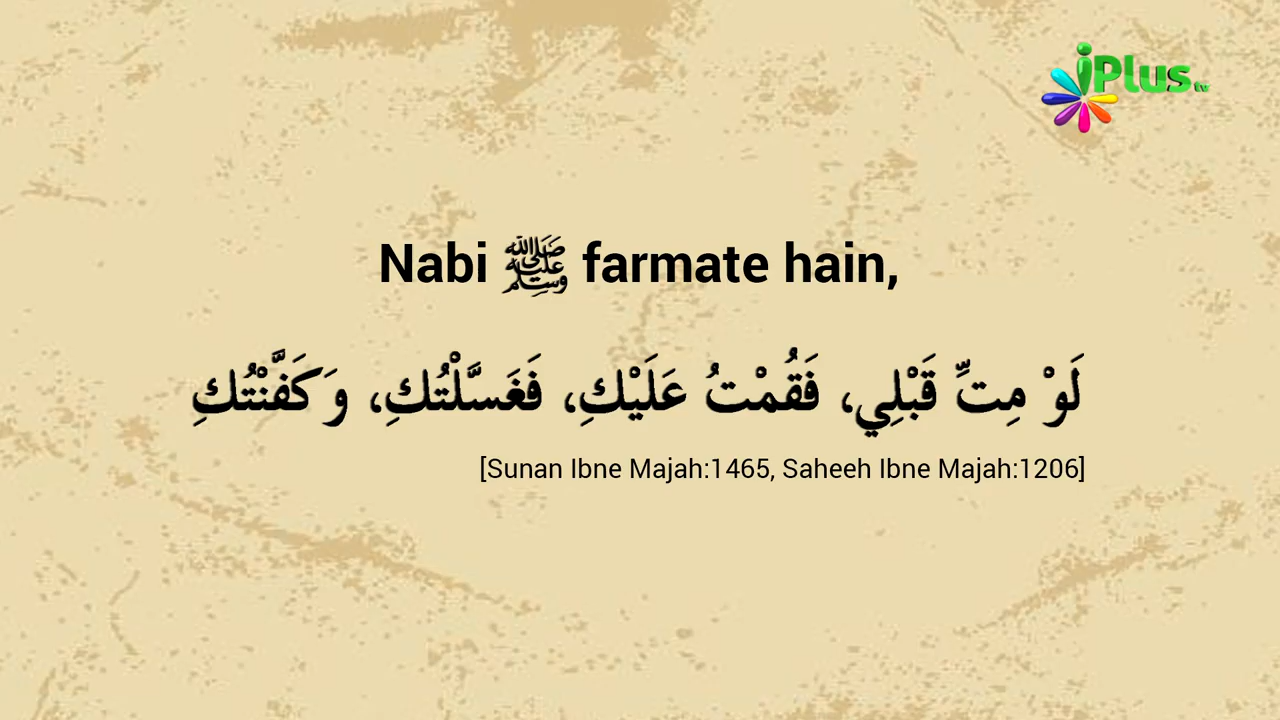 iPlus tv
Nabi ﷺ farmate hain,
لَوْ مِتِّ قَبْلِي، فَقُمْتُ عَلَيْكِ، فَغَسَّلْتُكِ، وَكَفَّنْتُكِ
[Sunan Ibne Majah:1465, Saheeh Ibne Majah:1206]